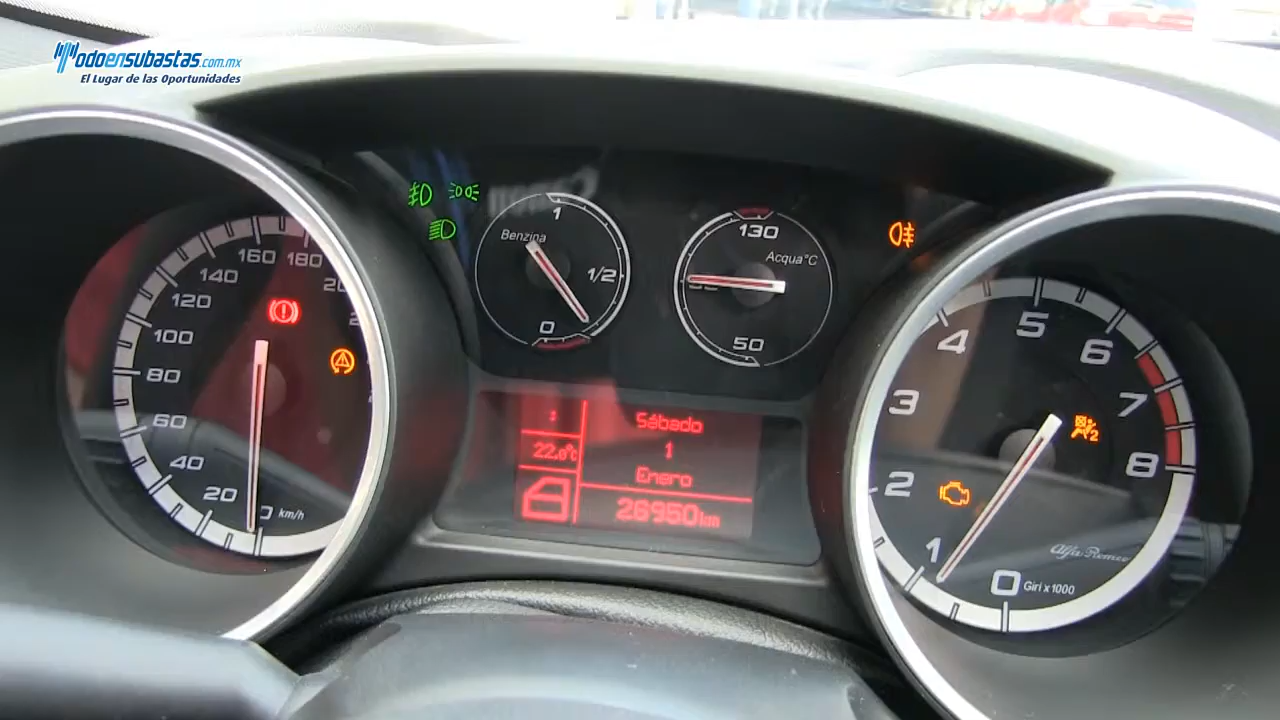 Todoensubastas.com.mx
El Lugar de las Oportunidades
Benzina
1
1/2
0
130
Acqua°C
50
20
40
60
80
100
120
140
160
180
km/h
22.0°C
Sábado
1
Enero
26950km
0
1
2
3
4
5
6
7
8
2
Alfa Romeo
Giri x 1000